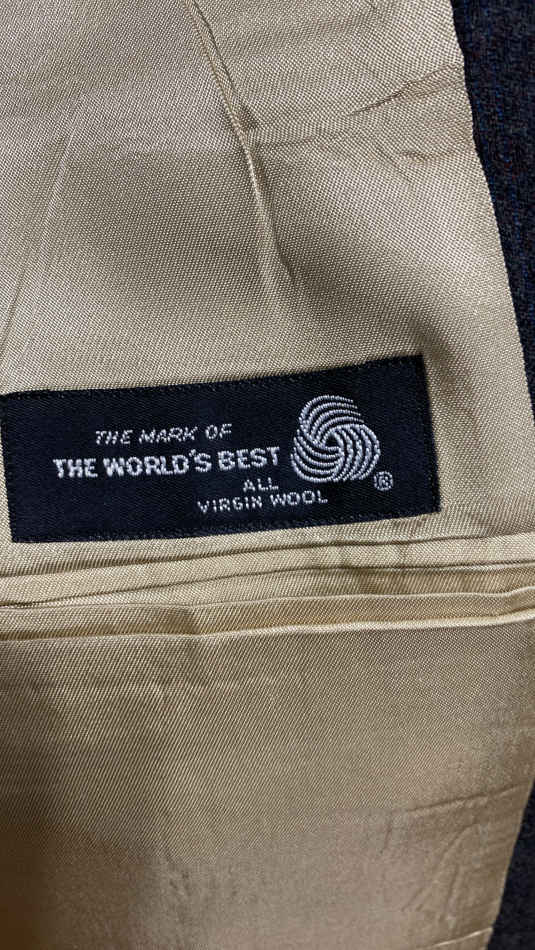 THE MARK OF
THE WORLD'S BEST
ALL
VIRGIN WOOL
®